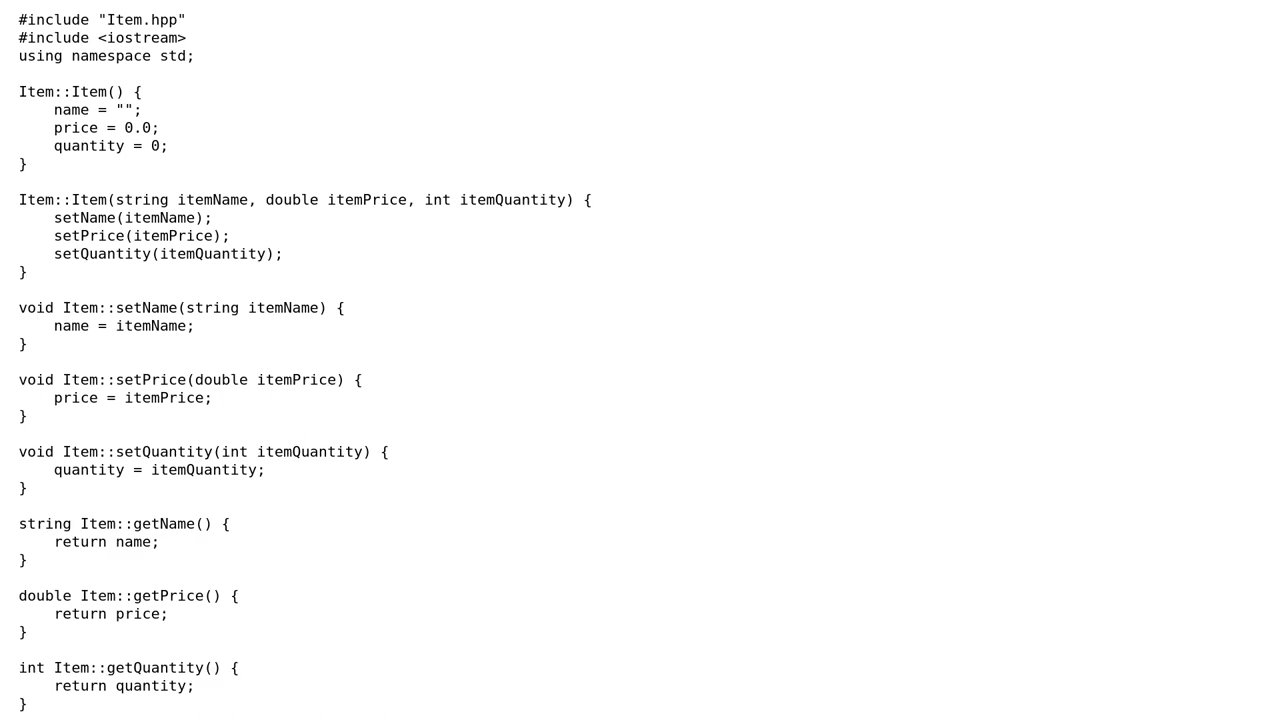 #include "Item.hpp"
#include <iostream>
using namespace std;

Item::Item() {
    name = "";
    price = 0.0;
    quantity = 0;
}

Item::Item(string itemName, double itemPrice, int itemQuantity) {
    setName(itemName);
    setPrice(itemPrice);
    setQuantity(itemQuantity);
}

void Item::setName(string itemName) {
    name = itemName;
}

void Item::setPrice(double itemPrice) {
    price = itemPrice;
}

void Item::setQuantity(int itemQuantity) {
    quantity = itemQuantity;
}

string Item::getName() {
    return name;
}

double Item::getPrice() {
    return price;
}

int Item::getQuantity() {
    return quantity;
}